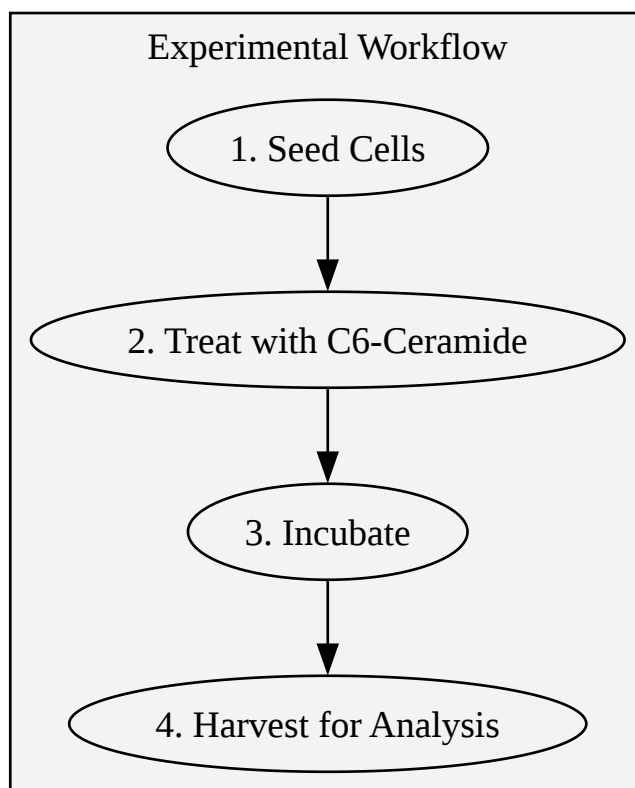 Experimental Workflow
1. Seed Cells
2. Treat with C6-Ceramide
3. Incubate
4. Harvest for Analysis